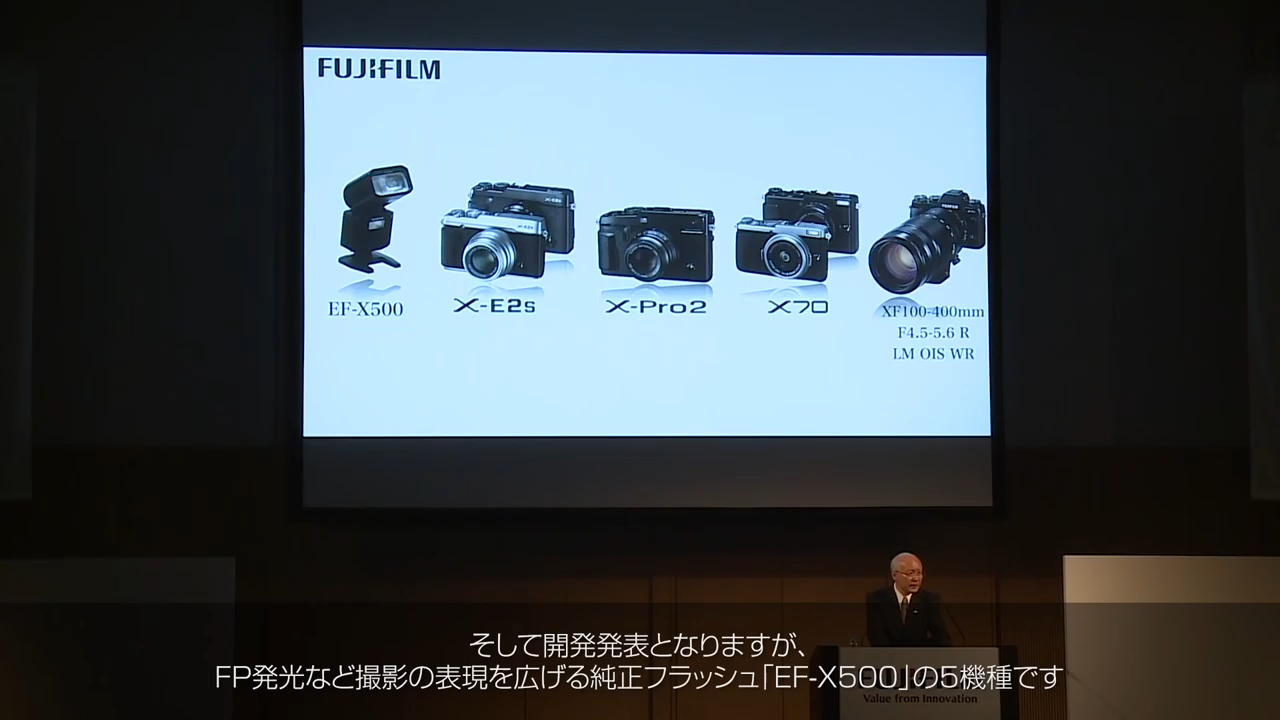 FUJIFILM
EF-X500
X-E2s
X-Pro2
X70
XF100-400mm
F4.5-5.6 R
LM OIS WR
そして開発発表となりますが、
FP発光など撮影の表現を広げる純正フラッシュ「EF-X500」の5機種です
Value from Innovation